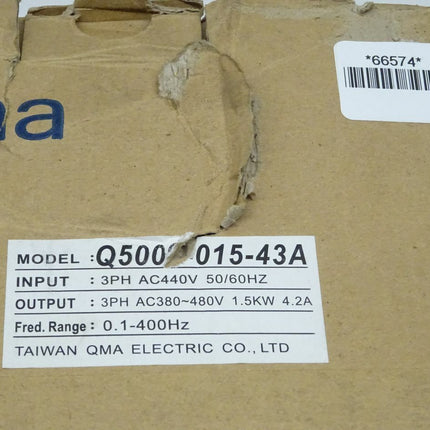 *66574*
na
MODEL : Q500 015-43A
INPUT : 3PH AC440V 50/60HZ
OUTPUT : 3PH AC380~480V 1.5KW 4.2A
Fred. Range : 0.1-400Hz
TAIWAN QMA ELECTRIC CO., LTD